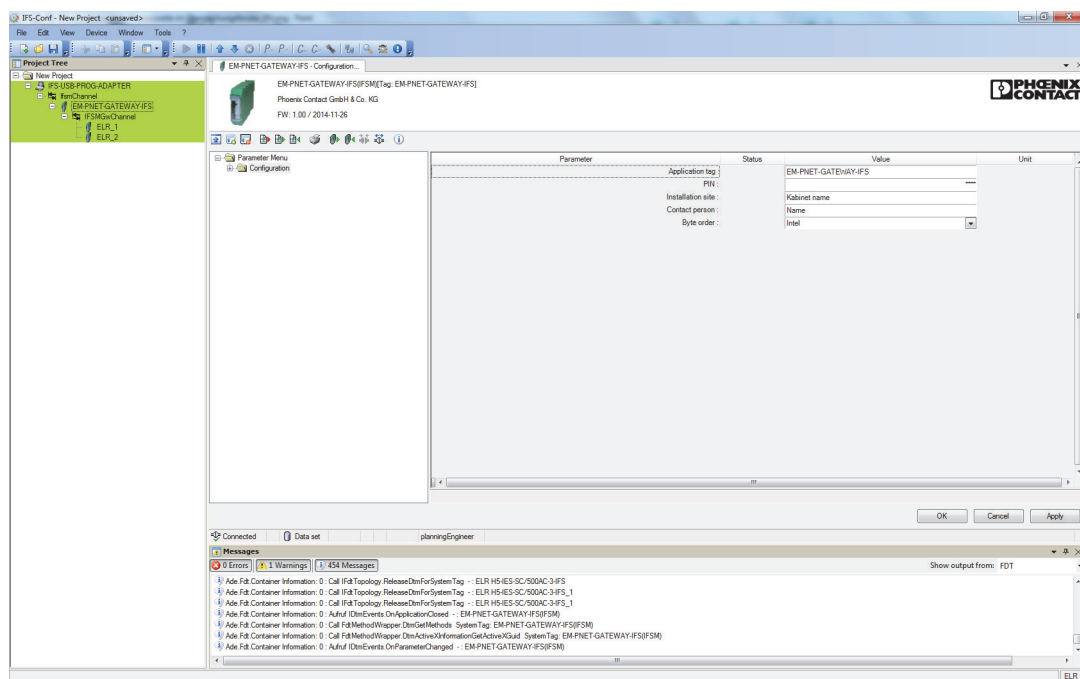 IFS-Conf - New Project <unsaved>
File Edit View Device Window Tools ?
Project Tree
New Project
IFS-USB-PROG-ADAPTER
IfsmChannel
EM-PNET-GATEWAY-IFS
IFSMGwChannel
ELR_1
ELR_2
EM-PNET-GATEWAY-IFS - Configuration...
EM-PNET-GATEWAY-IFS(IFSM)[Tag: EM-PNET-GATEWAY-IFS]
Phoenix Contact GmbH & Co. KG
FW: 1.00 / 2014-11-26
PHŒNIX
CONTACT
Parameter Menu
Configuration
Parameter Status Value Unit
Application tag : EM-PNET-GATEWAY-IFS
PIN : ****
Installation site : Kabinet name
Contact person : Name
Byte order : Intel
OK Cancel Apply
Connected Data set planningEngineer
Messages
0 Errors 1 Warnings 454 Messages Show output from: FDT
Ade.Fdt.Container Information: 0 : Call IFdtTopology.ReleaseDtmForSystemTag - : ELR H5-IES-SC/500AC-3-IFS
Ade.Fdt.Container Information: 0 : Call IFdtTopology.ReleaseDtmForSystemTag - : ELR H5-IES-SC/500AC-3-IFS_1
Ade.Fdt.Container Information: 0 : Call IFdtTopology.ReleaseDtmForSystemTag - : ELR H5-IES-SC/500AC-3-IFS_1
Ade.Fdt.Container Information: 0 : Aufruf IDtmEvents.OnApplicationClosed - : EM-PNET-GATEWAY-IFS(IFSM)
Ade.Fdt.Container Information: 0 : Call FdtMethodWrapper.DtmGetMethods SystemTag: EM-PNET-GATEWAY-IFS(IFSM)
Ade.Fdt.Container Information: 0 : Call FdtMethodWrapper.DtmActiveXInformationGetActiveXGuid SystemTag: EM-PNET-GATEWAY-IFS(IFSM)
Ade.Fdt.Container Information: 0 : Aufruf IDtmEvents.OnParameterChanged - : EM-PNET-GATEWAY-IFS(IFSM)
ELR